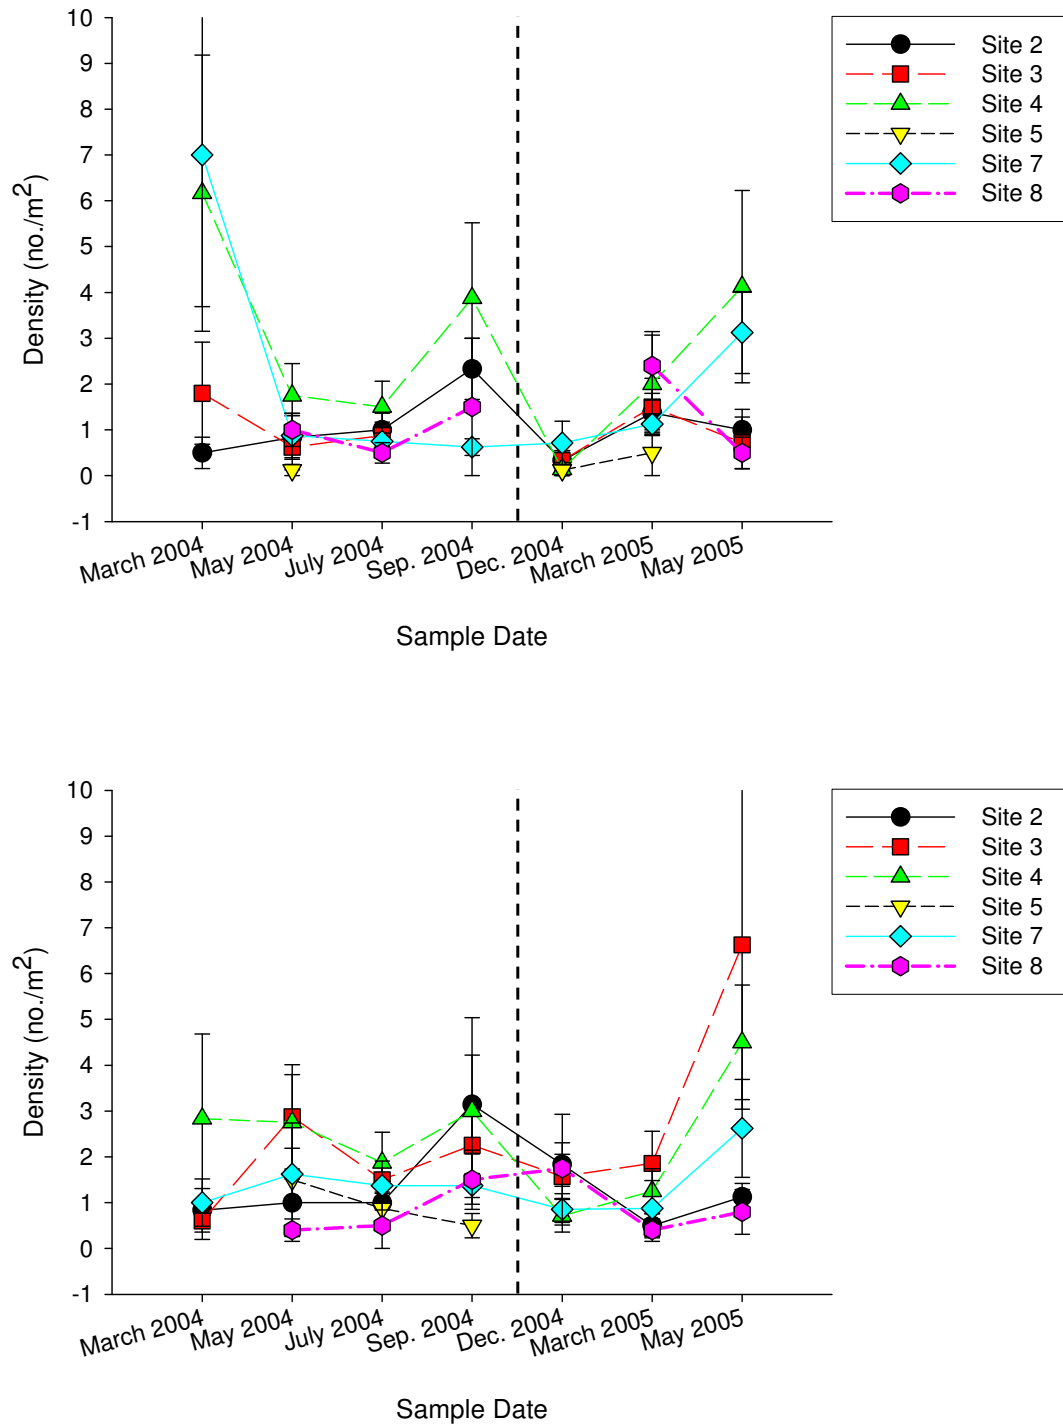 10
9
8
7
6
5
4
3
2
1
0
-1
Density (no./m²)
March 2004
May 2004
July 2004
Sep. 2004
Dec. 2004
March 2005
May 2005
Sample Date
Site 2
Site 3
Site 4
Site 5
Site 7
Site 8
10
9
8
7
6
5
4
3
2
1
0
-1
Density (no./m²)
March 2004
May 2004
July 2004
Sep. 2004
Dec. 2004
March 2005
May 2005
Sample Date
Site 2
Site 3
Site 4
Site 5
Site 7
Site 8